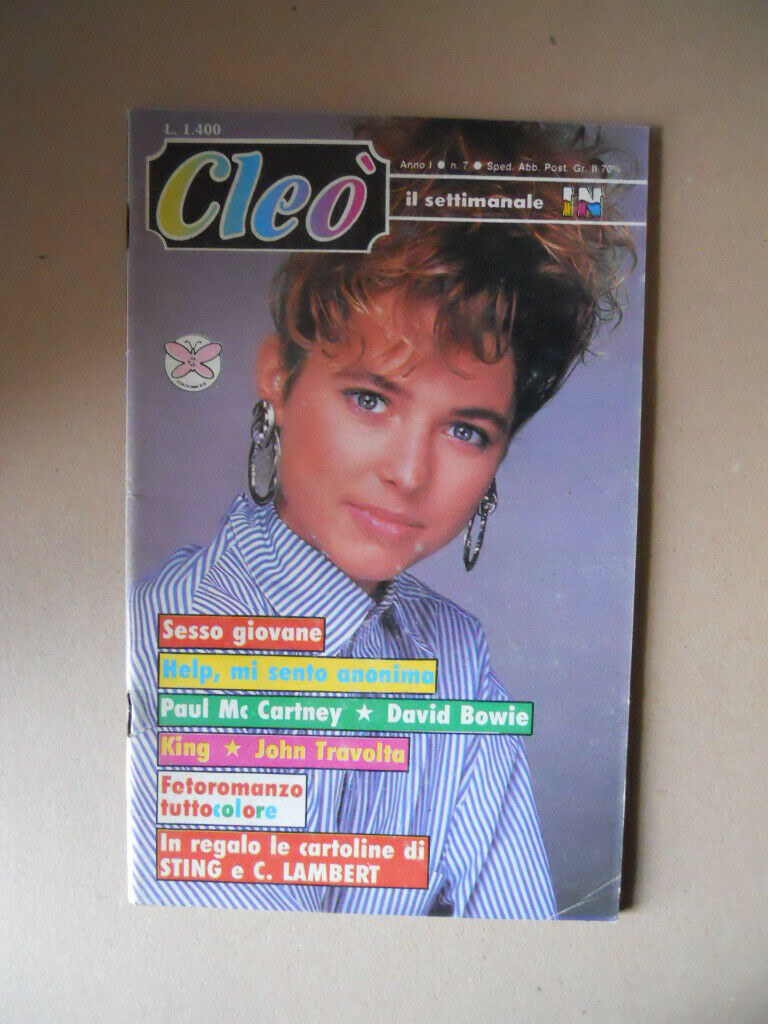 L. 1.400
Cleò
Anno I ● n. 7 ● Sped. Abb. Post. Gr. II 70%
il settimanale IN
Sesso giovane
Help, mi sento anonima
Paul Mc Cartney ★ David Bowie
King ★ John Travolta
Fotoromanzo
tuttocolore
In regalo le cartoline di
STING e C. LAMBERT